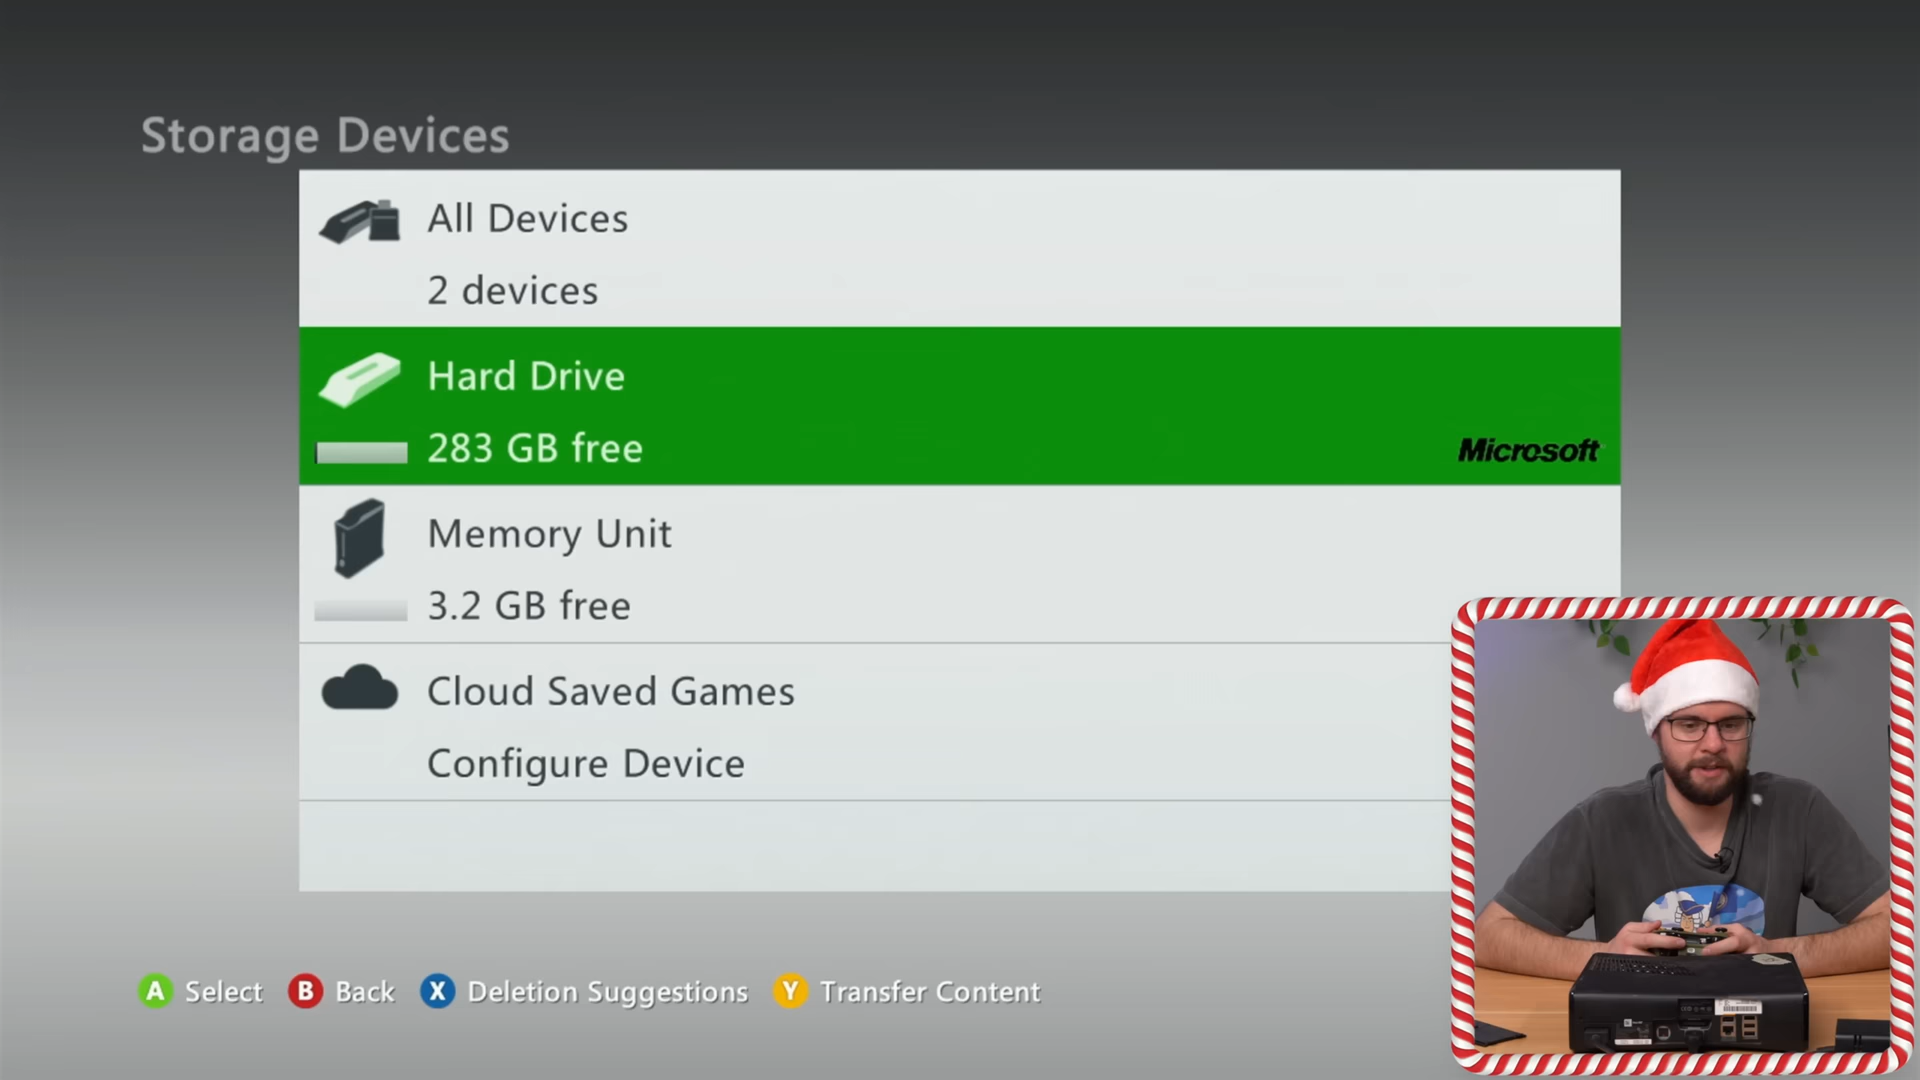 Storage Devices
All Devices
2 devices
Hard Drive
283 GB free
Microsoft
Memory Unit
3.2 GB free
Cloud Saved Games
Configure Device
A Select B Back X Deletion Suggestions Y Transfer Content